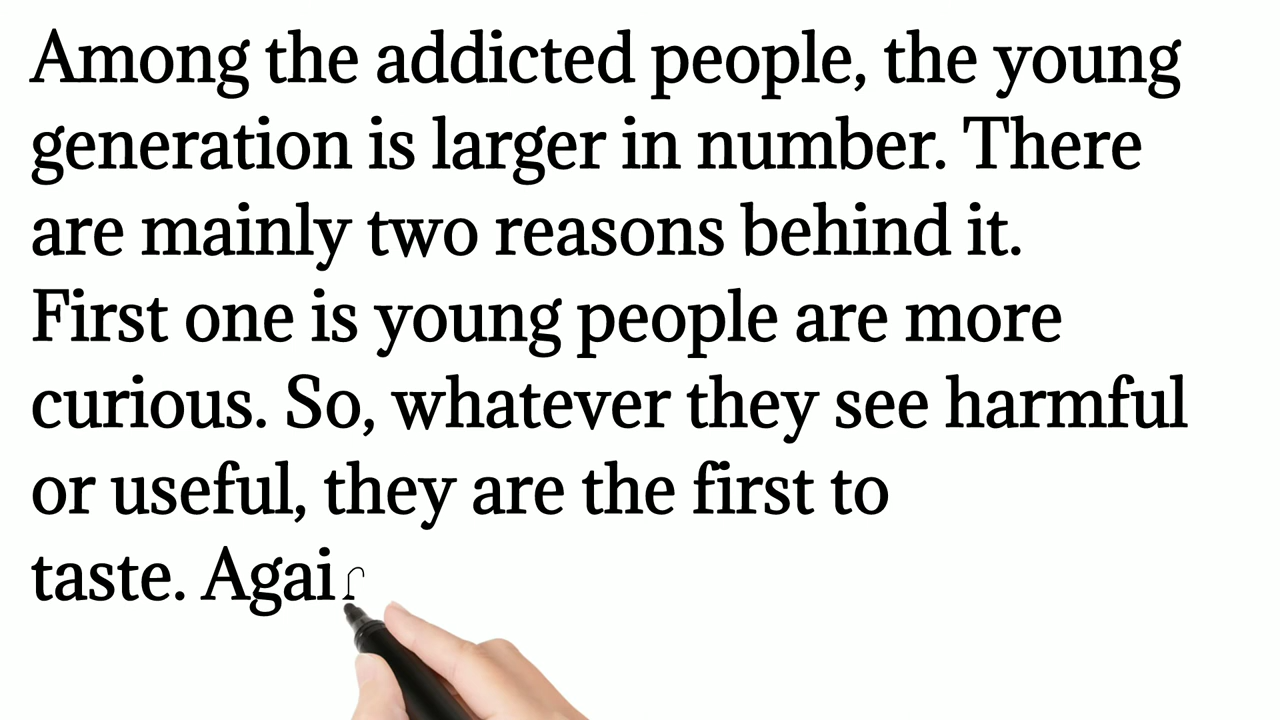 Among the addicted people, the young
generation is larger in number. There
are mainly two reasons behind it.
First one is young people are more
curious. So, whatever they see harmful
or useful, they are the first to
taste. Agai